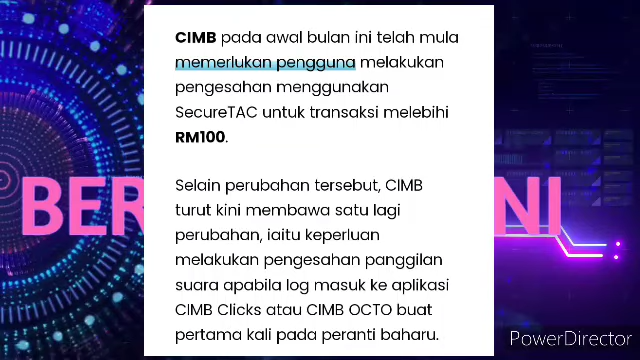 CIMB pada awal bulan ini telah mula
memerlukan pengguna melakukan
pengesahan menggunakan
SecureTAC untuk transaksi melebihi
RM100.
Selain perubahan tersebut, CIMB
turut kini membawa satu lagi
perubahan, iaitu keperluan
melakukan pengesahan panggilan
suara apabila log masuk ke aplikasi
CIMB Clicks atau CIMB OCTO buat
pertama kali pada peranti baharu.
BER
NI
PowerDirector